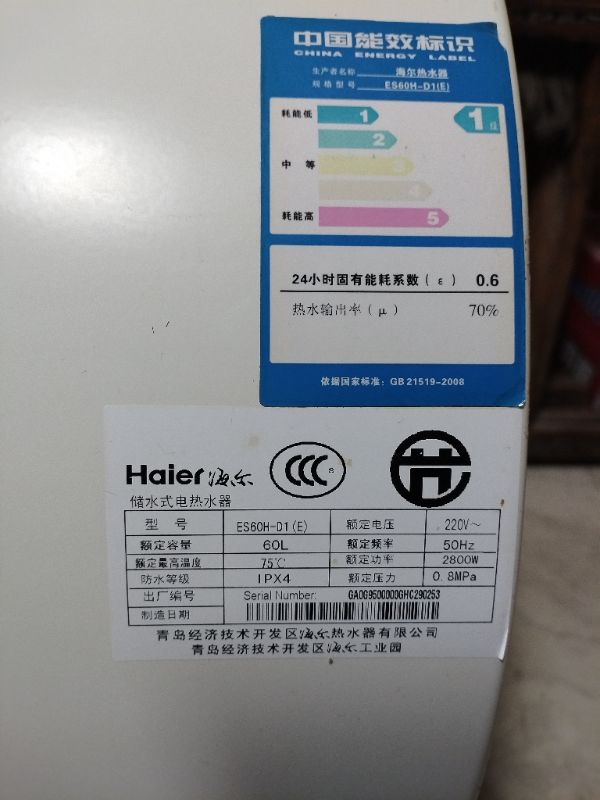 中国能效标识
CHINA ENERGY LABEL
生产者名称 海尔热水器
规格型号 ES60H-D1(E)
耗能低 1 1级
2
中 等 3
4
耗能高 5
24小时固有能耗系数(ε) 0.6
热水输出率(μ) 70%
依据国家标准:GB 21519-2008
Haier 海尔 CCC S
储水式电热水器
型 号 ES60H-D1(E) 额定电压 220V~
额定容量 60L 额定频率 50Hz
额定最高温度 75℃ 额定功率 2800W
防水等级 IPX4 额定压力 0.8MPa
出厂编号 Serial Number: GA0G9500000GHC290253
制造日期
青岛经济技术开发区海尔热水器有限公司
青岛经济技术开发区海尔工业园